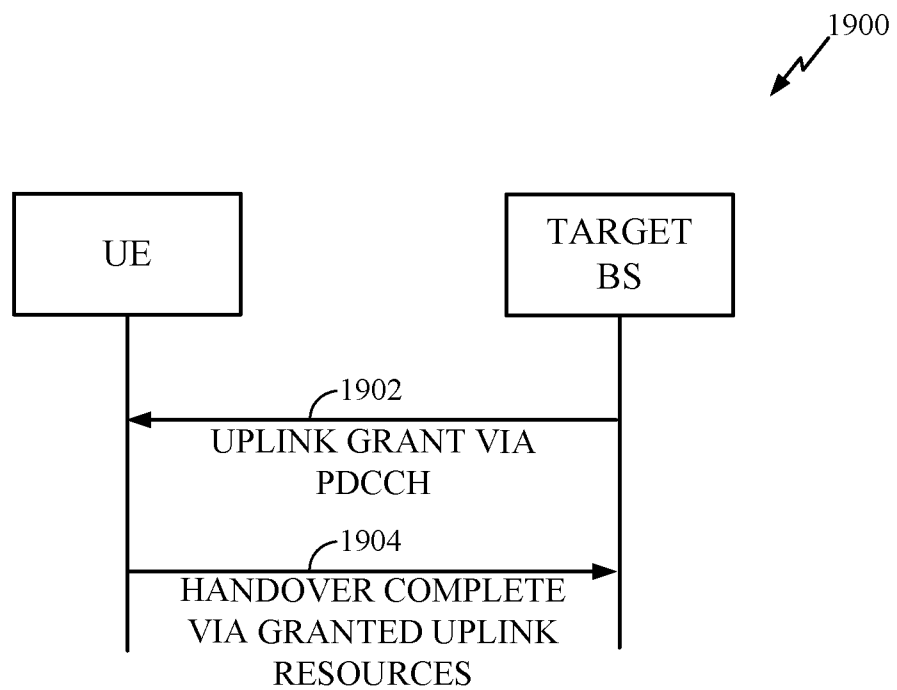 1900
UE
TARGET
BS
1902
UPLINK GRANT VIA
PDCCH
1904
HANDOVER COMPLETE
VIA GRANTED UPLINK
RESOURCES